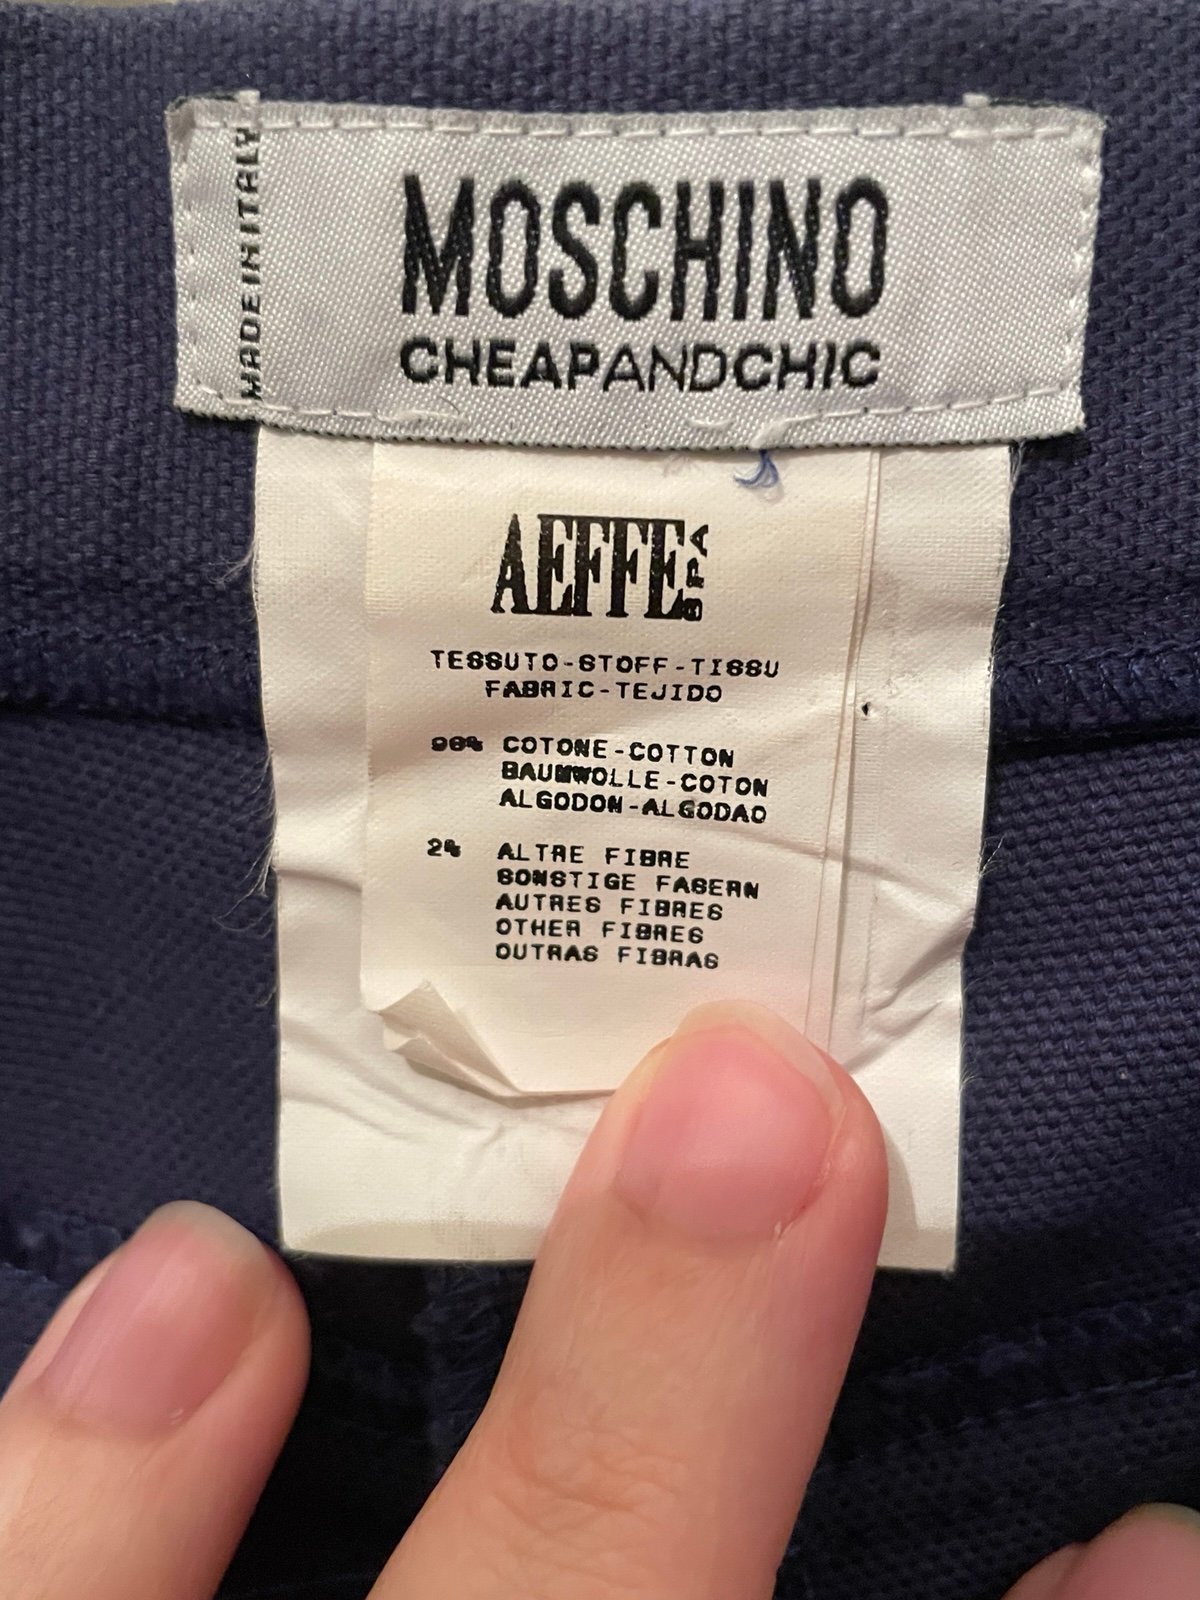 MADE IN ITALY
MOSCHINO
CHEAPANDCHIC
AEFFE SPA
TESSUTO-STOFF-TISSU
FABRIC-TEJIDO
98% COTONE-COTTON
BAUMWOLLE-COTON
ALGODON-ALGODAO
2% ALTRE FIBRE
SONSTIGE FASERN
AUTRES FIBRES
OTHER FIBRES
OUTRAS FIBRAS